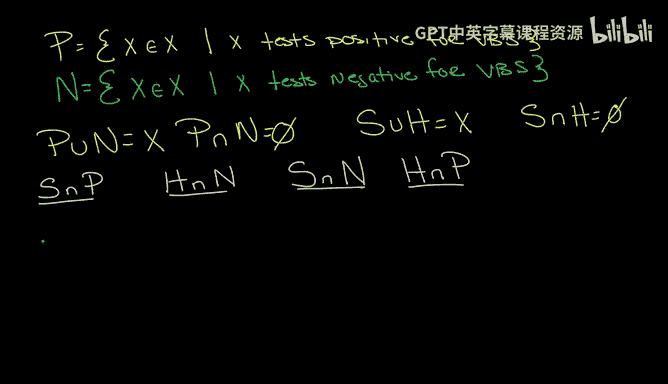 GPT中英字幕课程资源 bilibili
P = { x ∈ X | x tests positive for VBS }
N = { x ∈ X | x tests negative for VBS }
P ∪ N = X P ∩ N = ∅ S ∪ H = X S ∩ H = ∅
S ∩ P H ∩ N S ∩ N H ∩ P